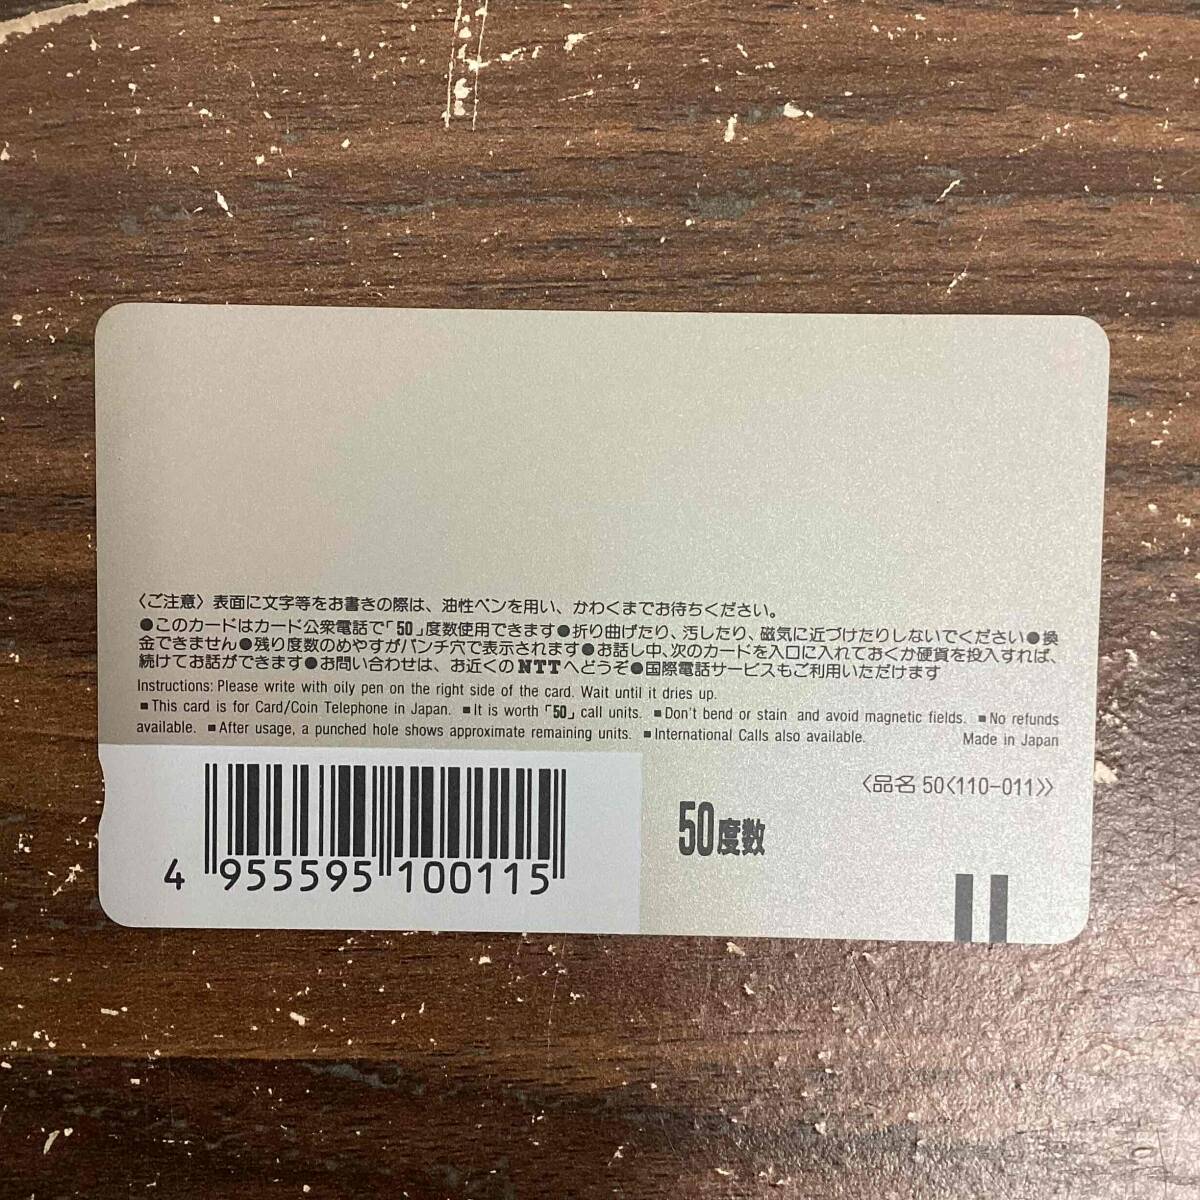 〈ご注意〉表面に文字等をお書きの際は、油性ペンを用い、かわくまでお待ちください。
●このカードはカード公衆電話で「50」度数使用できます●折り曲げたり、汚したり、磁気に近づけたりしないでください●換
金できません●残り度数のめやすがパンチ穴で表示されます●お話し中、次のカードを入口に入れておくか硬貨を投入すれば、
続けてお話ができます●お問い合わせは、お近くのNTTへどうぞ●国際電話サービスもご利用いただけます
Instructions: Please write with oily pen on the right side of the card. Wait until it dries up.
■This card is for Card/Coin Telephone in Japan. ■It is worth「50」call units. ■Don't bend or stain and avoid magnetic fields. ■No refunds
available. ■After usage, a punched hole shows approximate remaining units. ■International Calls also available. Made in Japan
〈品名 50〈110-011〉〉
50度数
4 955595 100115